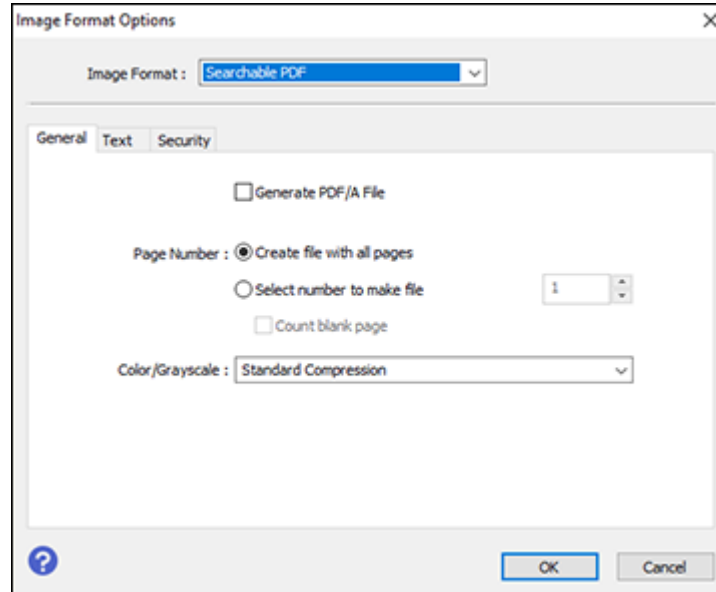 Image Format Options
Image Format : Searchable PDF
General Text Security
Generate PDF/A File
Page Number : Create file with all pages
Select number to make file 1
Count blank page
Color/Grayscale : Standard Compression
?
OK Cancel